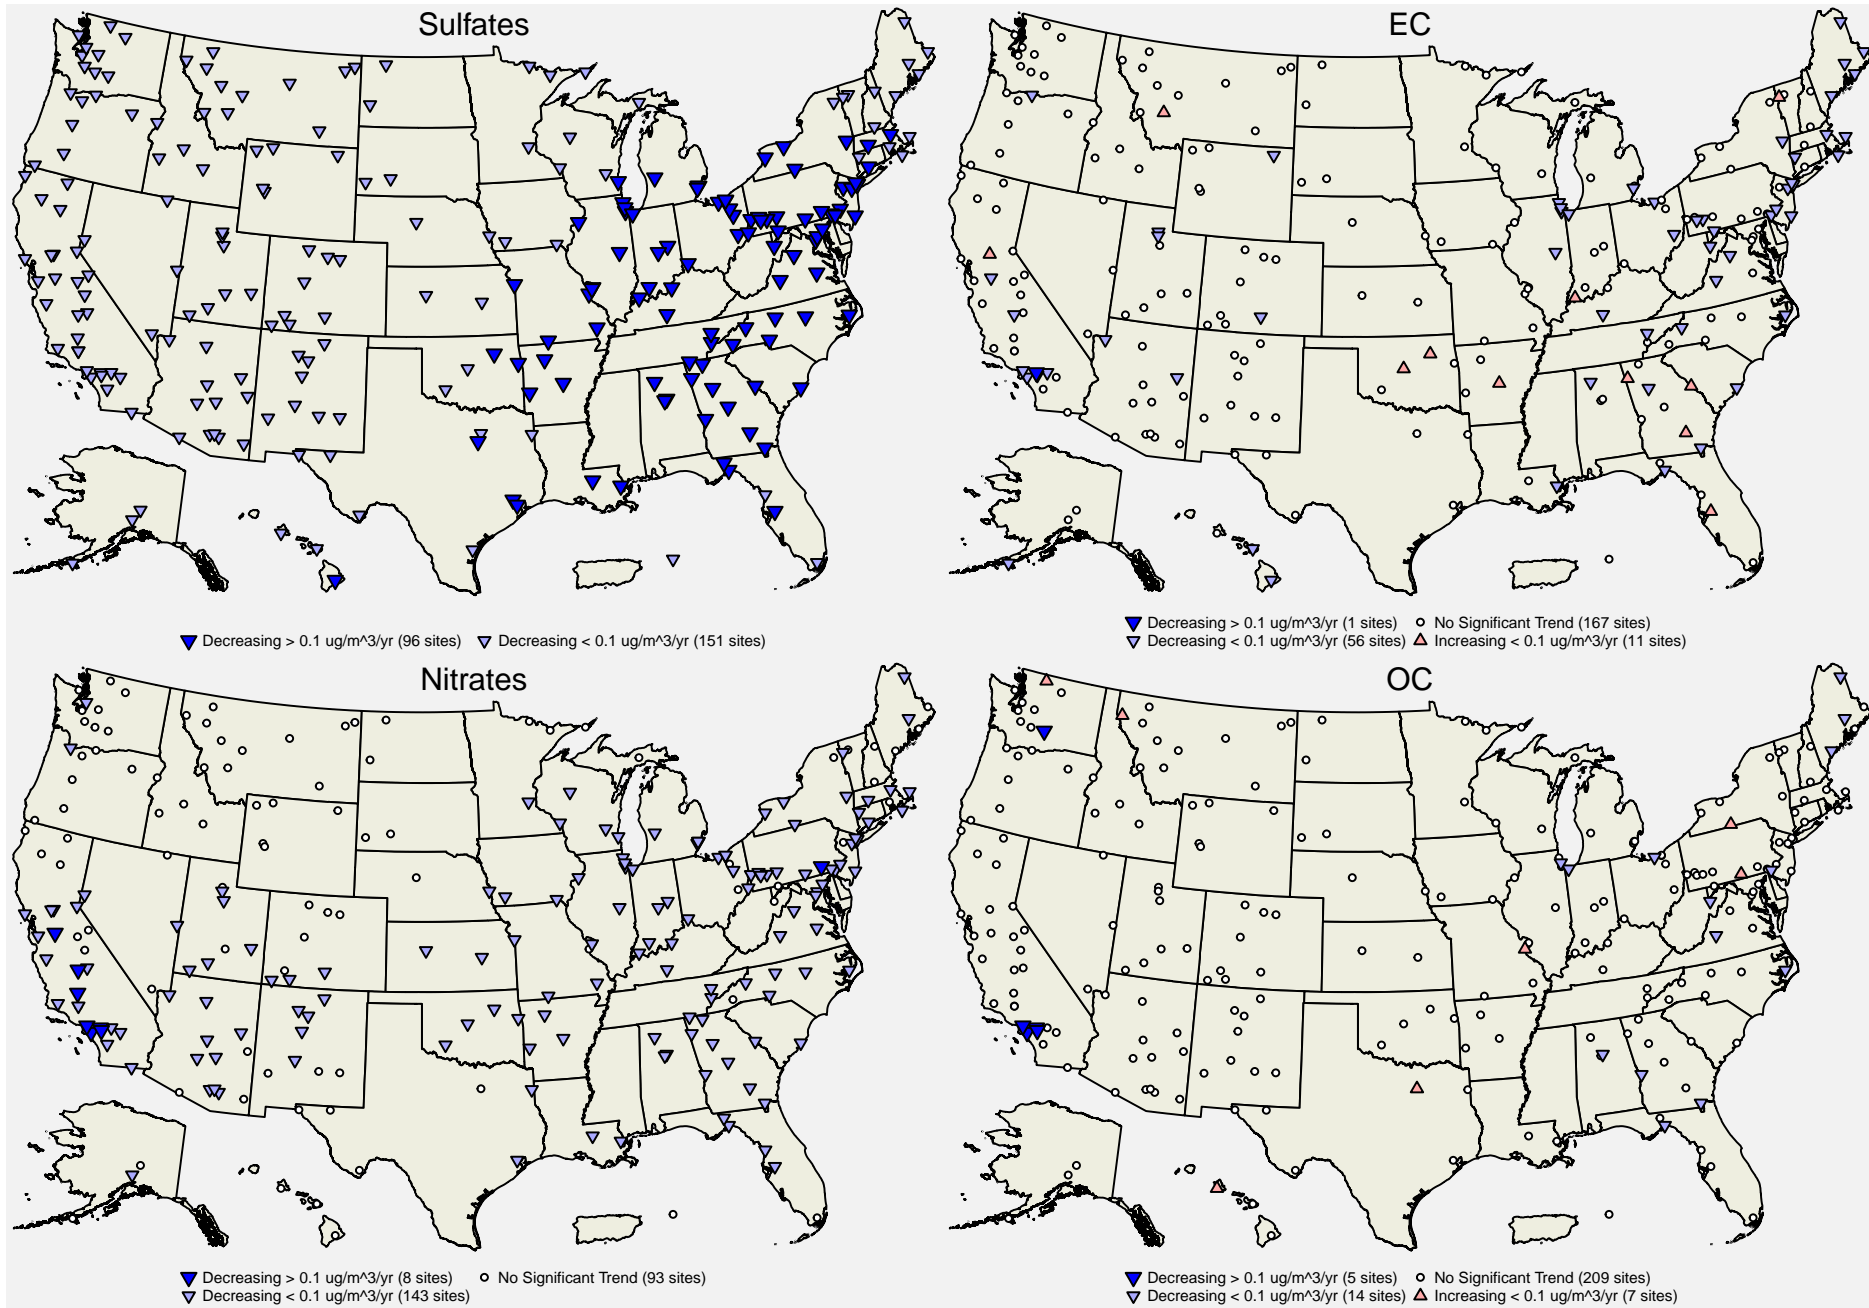 Sulfates
EC
Decreasing > 0.1 ug/m^3/yr (96 sites) Decreasing < 0.1 ug/m^3/yr (151 sites)
Decreasing > 0.1 ug/m^3/yr (1 sites) No Significant Trend (167 sites)
Decreasing < 0.1 ug/m^3/yr (56 sites) Increasing < 0.1 ug/m^3/yr (11 sites)
Nitrates
OC
Decreasing > 0.1 ug/m^3/yr (8 sites) No Significant Trend (93 sites)
Decreasing < 0.1 ug/m^3/yr (143 sites)
Decreasing > 0.1 ug/m^3/yr (5 sites) No Significant Trend (209 sites)
Decreasing < 0.1 ug/m^3/yr (14 sites) Increasing < 0.1 ug/m^3/yr (7 sites)